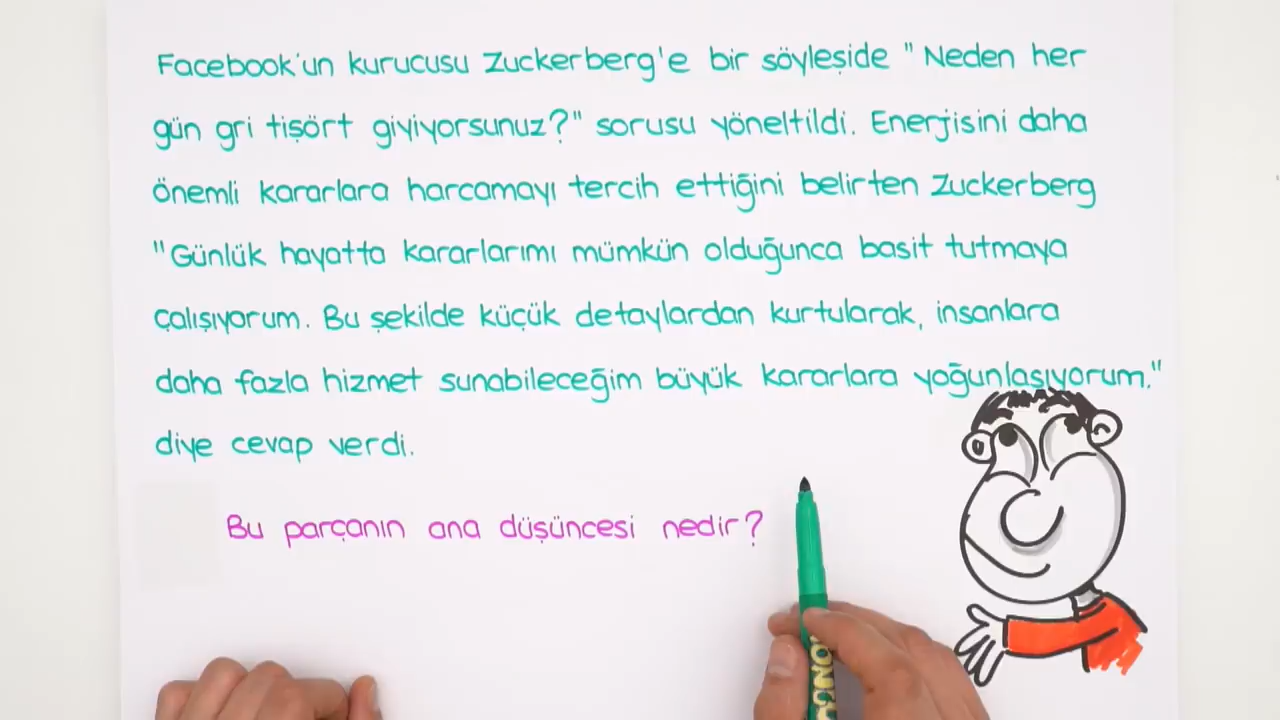 Facebook'un kurucusu Zuckerberg'e bir söyleşide " Neden her
gün gri tişört giyiyorsunuz?" sorusu yöneltildi. Enerjisini daha
önemli kararlara harcamayı tercih ettiğini belirten Zuckerberg
"Günlük hayatta kararlarımı mümkün olduğunca basit tutmaya
çalışıyorum. Bu şekilde küçük detaylardan kurtularak, insanlara
daha fazla hizmet sunabileceğim büyük kararlara yoğunlaşıyorum."
diye cevap verdi.
Bu parçanın ana düşüncesi nedir?